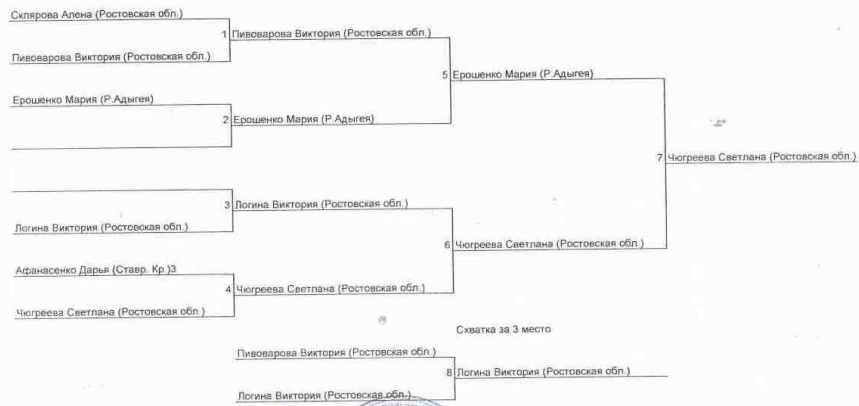 Склярова Алена (Ростовская обл.)
1 Пивоварова Виктория (Ростовская обл.)
Пивоварова Виктория (Ростовская обл.)
5 Ерошенко Мария (Р.Адыгея)
Ерошенко Мария (Р.Адыгея)
2 Ерошенко Мария (Р.Адыгея)
7 Чюгреева Светлана (Ростовская обл.)
3 Логина Виктория (Ростовская обл.)
Логина Виктория (Ростовская обл.)
6 Чюгреева Светлана (Ростовская обл.)
Афанасенко Дарья (Ставр. Кр.)3
4 Чюгреева Светлана (Ростовская обл.)
Чюгреева Светлана (Ростовская обл.)
Схватка за 3 место
Пивоварова Виктория (Ростовская обл.)
8 Логина Виктория (Ростовская обл.)
Логина Виктория (Ростовская обл.)